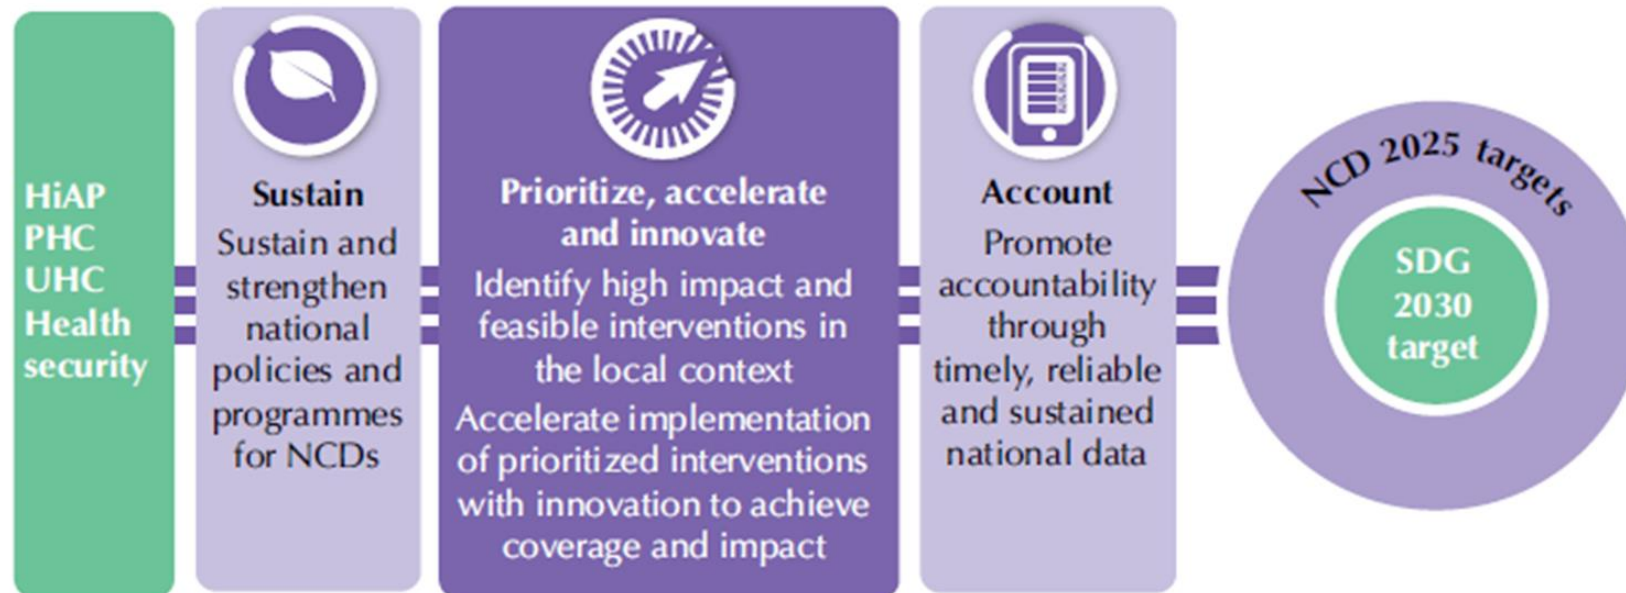 HiAP
PHC
UHC
Health
security
Sustain
Sustain and
strengthen
national
policies and
programmes
for NCDs
Prioritize, accelerate
and innovate
Identify high impact and
feasible interventions in
the local context
Accelerate implementation
of prioritized interventions
with innovation to achieve
coverage and impact
Account
Promote
accountability
through
timely, reliable
and sustained
national data
NCD 2025 targets
SDG
2030
target